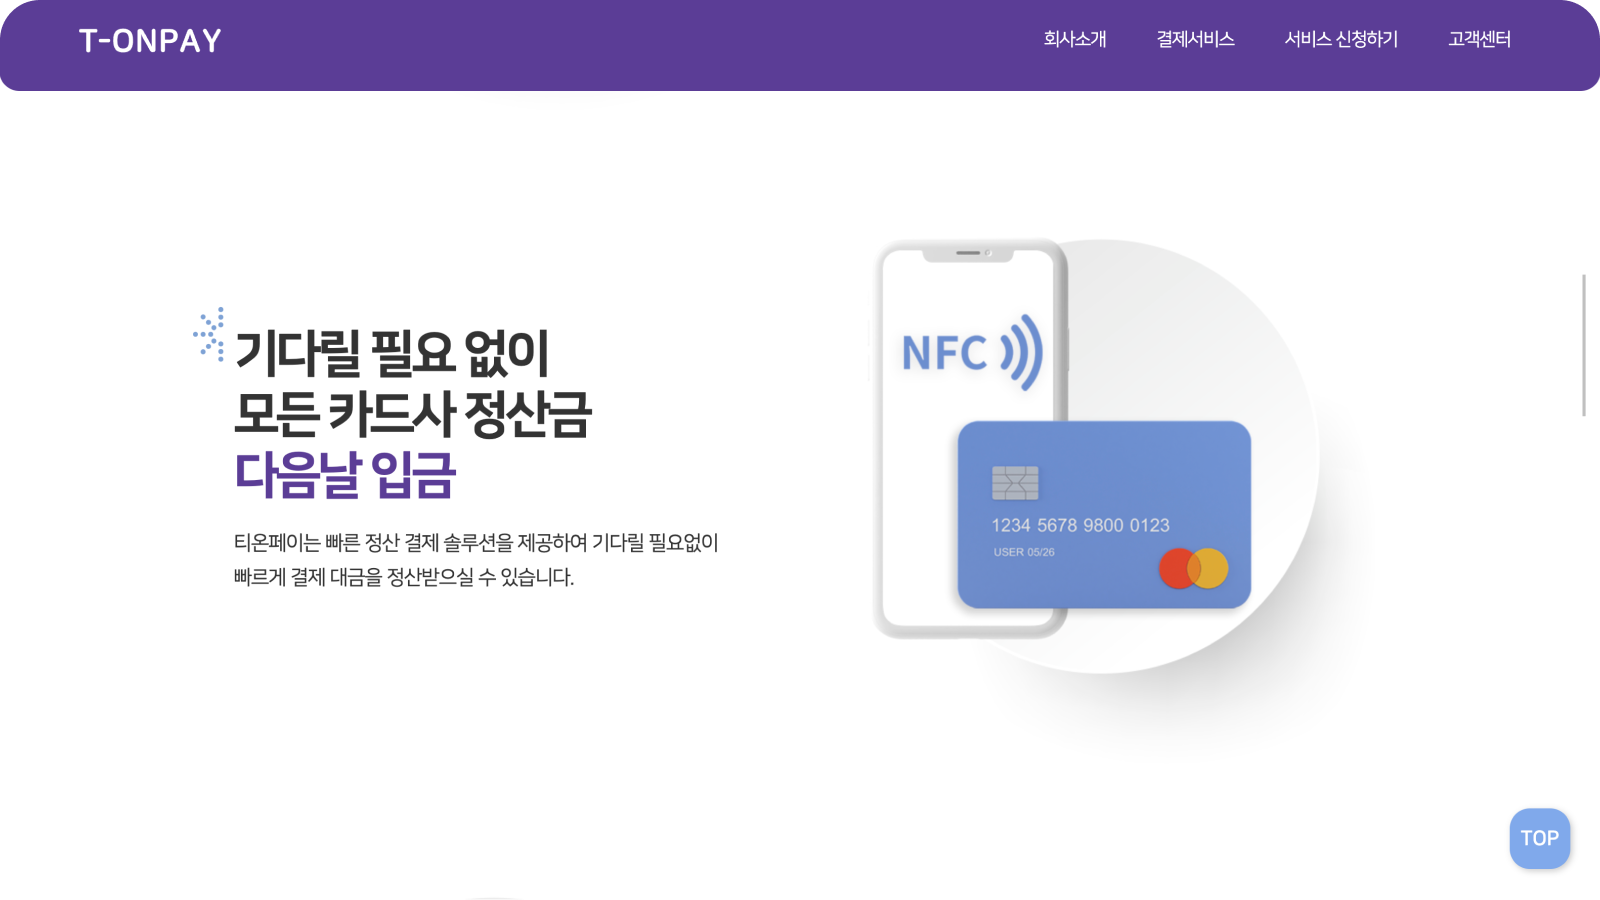 T-ONPAY
회사소개
결제서비스
서비스 신청하기
고객센터
기다릴 필요 없이
모든 카드사 정산금
다음날 입금
티온페이는 빠른 정산 결제 솔루션을 제공하여 기다릴 필요없이
빠르게 결제 대금을 정산받으실 수 있습니다.
NFC
1234 5678 9800 0123
USER 05/26
TOP